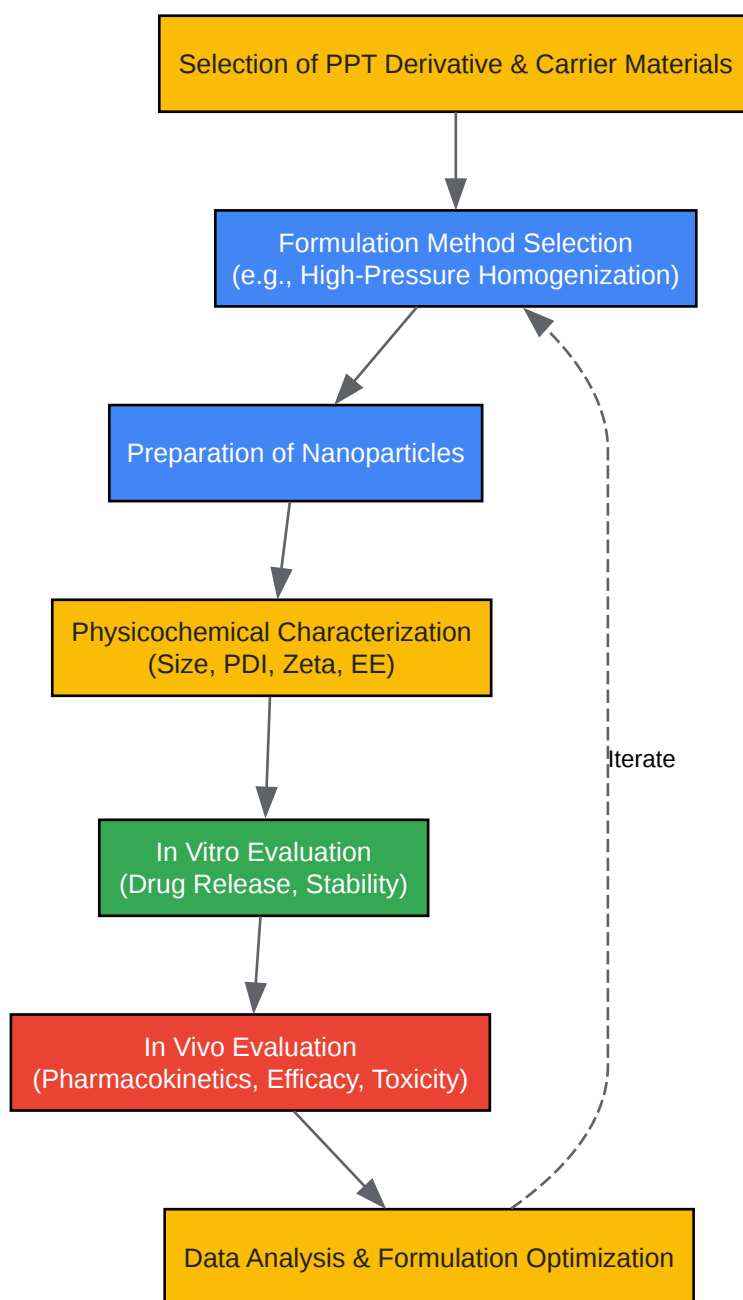 Selection of PPT Derivative & Carrier Materials
Formulation Method Selection
(e.g., High-Pressure Homogenization)
Preparation of Nanoparticles
Physicochemical Characterization
(Size, PDI, Zeta, EE)
Iterate
In Vitro Evaluation
(Drug Release, Stability)
In Vivo Evaluation
(Pharmacokinetics, Efficacy, Toxicity)
Data Analysis & Formulation Optimization